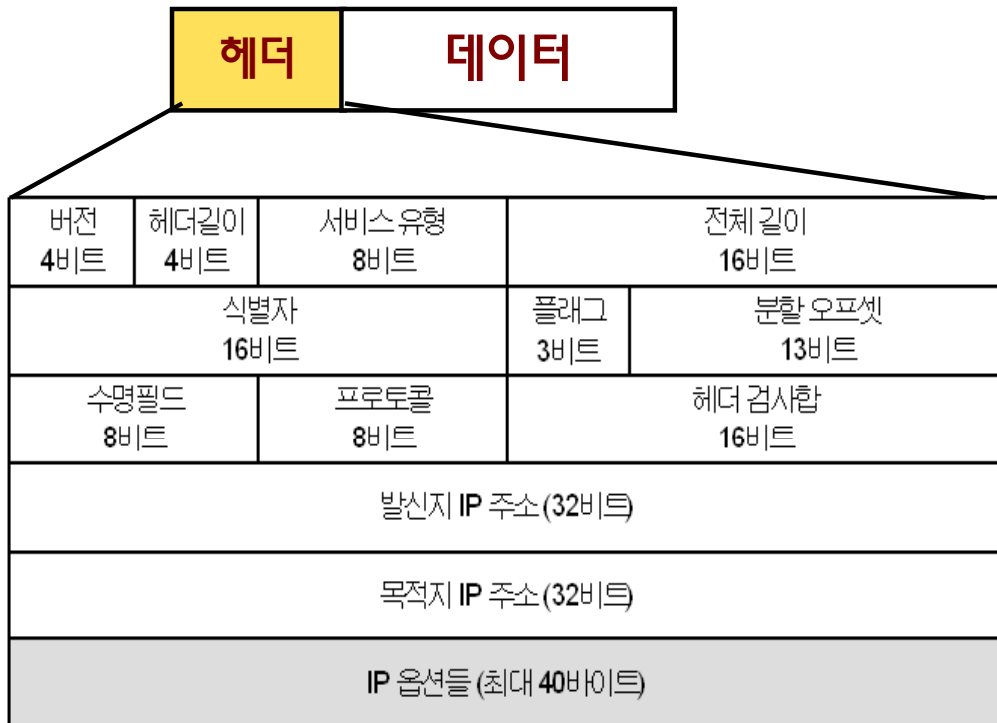 헤더 데이터
버전 헤더길이 서비스 유형 전체 길이
4비트 4비트 8비트 16비트
식별자 플래그 분할 오프셋
16비트 3비트 13비트
수명필드 프로토콜 헤더 검사합
8비트 8비트 16비트
발신지 IP 주소 (32비트)
목적지 IP 주소 (32비트)
IP 옵션들 (최대 40바이트)